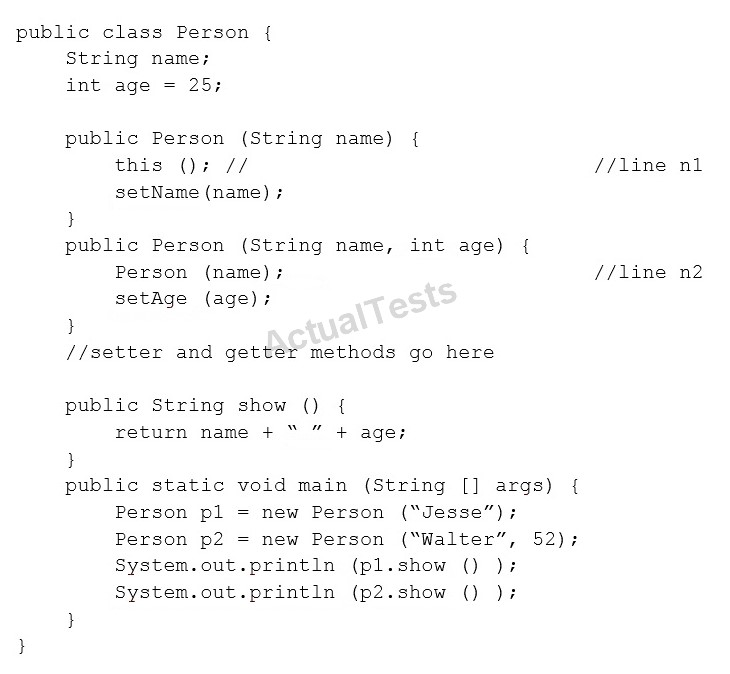 public class Person {
    String name;
    int age = 25;

    public Person (String name) {
        this (); //                            //line n1
        setName(name);
    }
    public Person (String name, int age) {
        Person (name);                         //line n2
        setAge (age);
    }
    //setter and getter methods go here

    public String show () {
        return name + “ ” + age;
    }
    public static void main (String [] args) {
        Person p1 = new Person (“Jesse”);
        Person p2 = new Person (“Walter”, 52);
        System.out.println (p1.show () );
        System.out.println (p2.show () );
    }
}
ActualTests